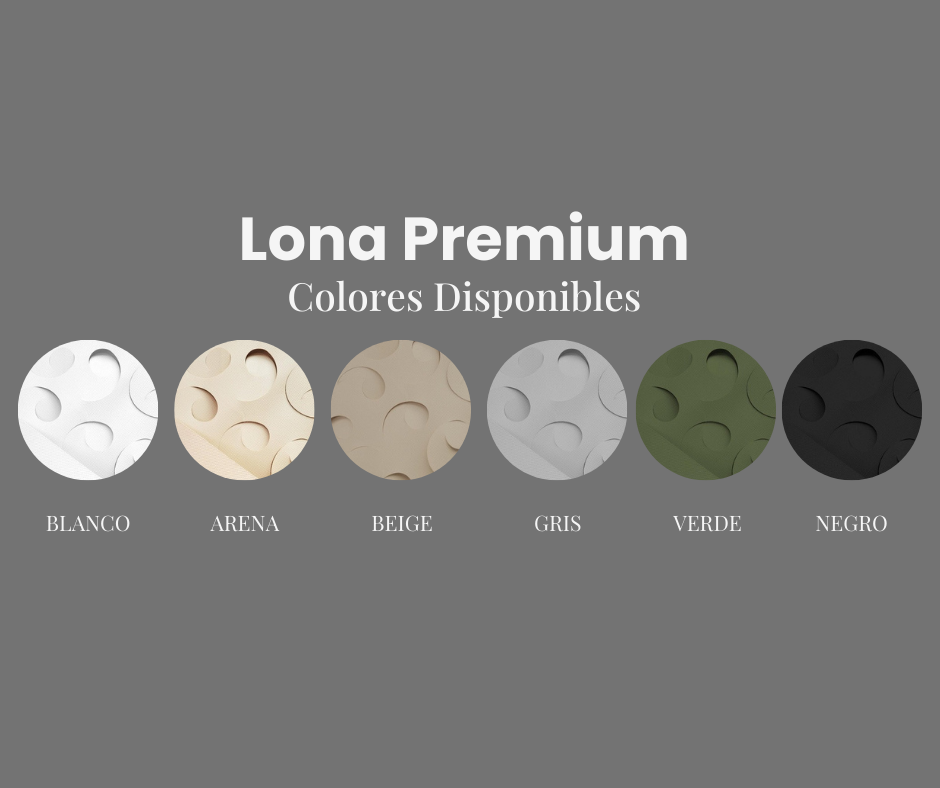 Lona Premium
Colores Disponibles
BLANCO ARENA BEIGE GRIS VERDE NEGRO